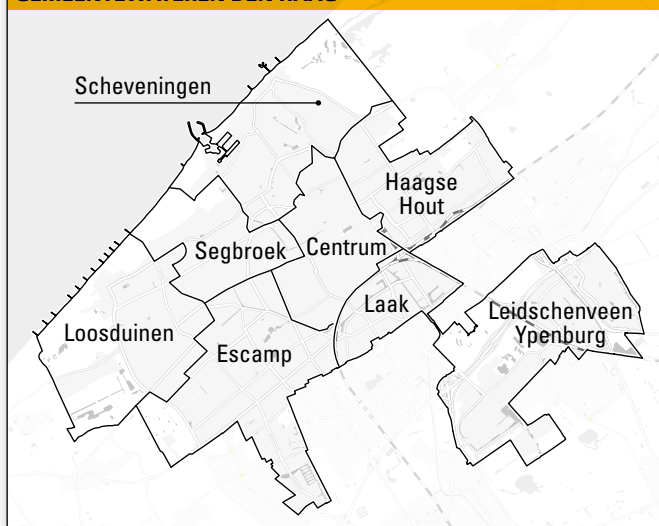 Scheveningen
Haagse
Hout
Segbroek
Centrum
Laak
Leidschenveen
Ypenburg
Loosduinen
Escamp